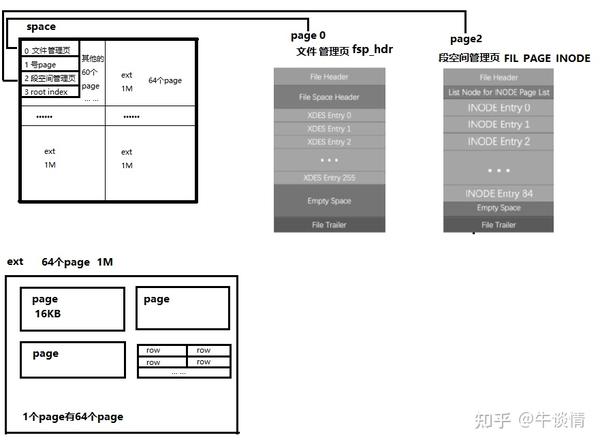 space
0 文件管理页
1 号page
2 段空间管理页
3 root index
其他的
60个
page
... ...
ext
1M
64个page
......
......
ext
1M
ext
1M
page 0
文件管理页 fsp_hdr
File Header
File Space Header
XDES Entry 0
XDES Entry 1
XDES Entry 2
• • •
XDES Entry 255
Empty Space
File Trailer
page2
段空间管理页 FIL PAGE INODE
File Header
List Node for INODE Page List
INODE Entry 0
INODE Entry 1
INODE Entry 2
• • •
INODE Entry 84
Empty Space
File Trailer
ext 64个page 1M
page
16KB
page
page
row row
row row
... ...
1个page有64个page
知乎 @牛谈情